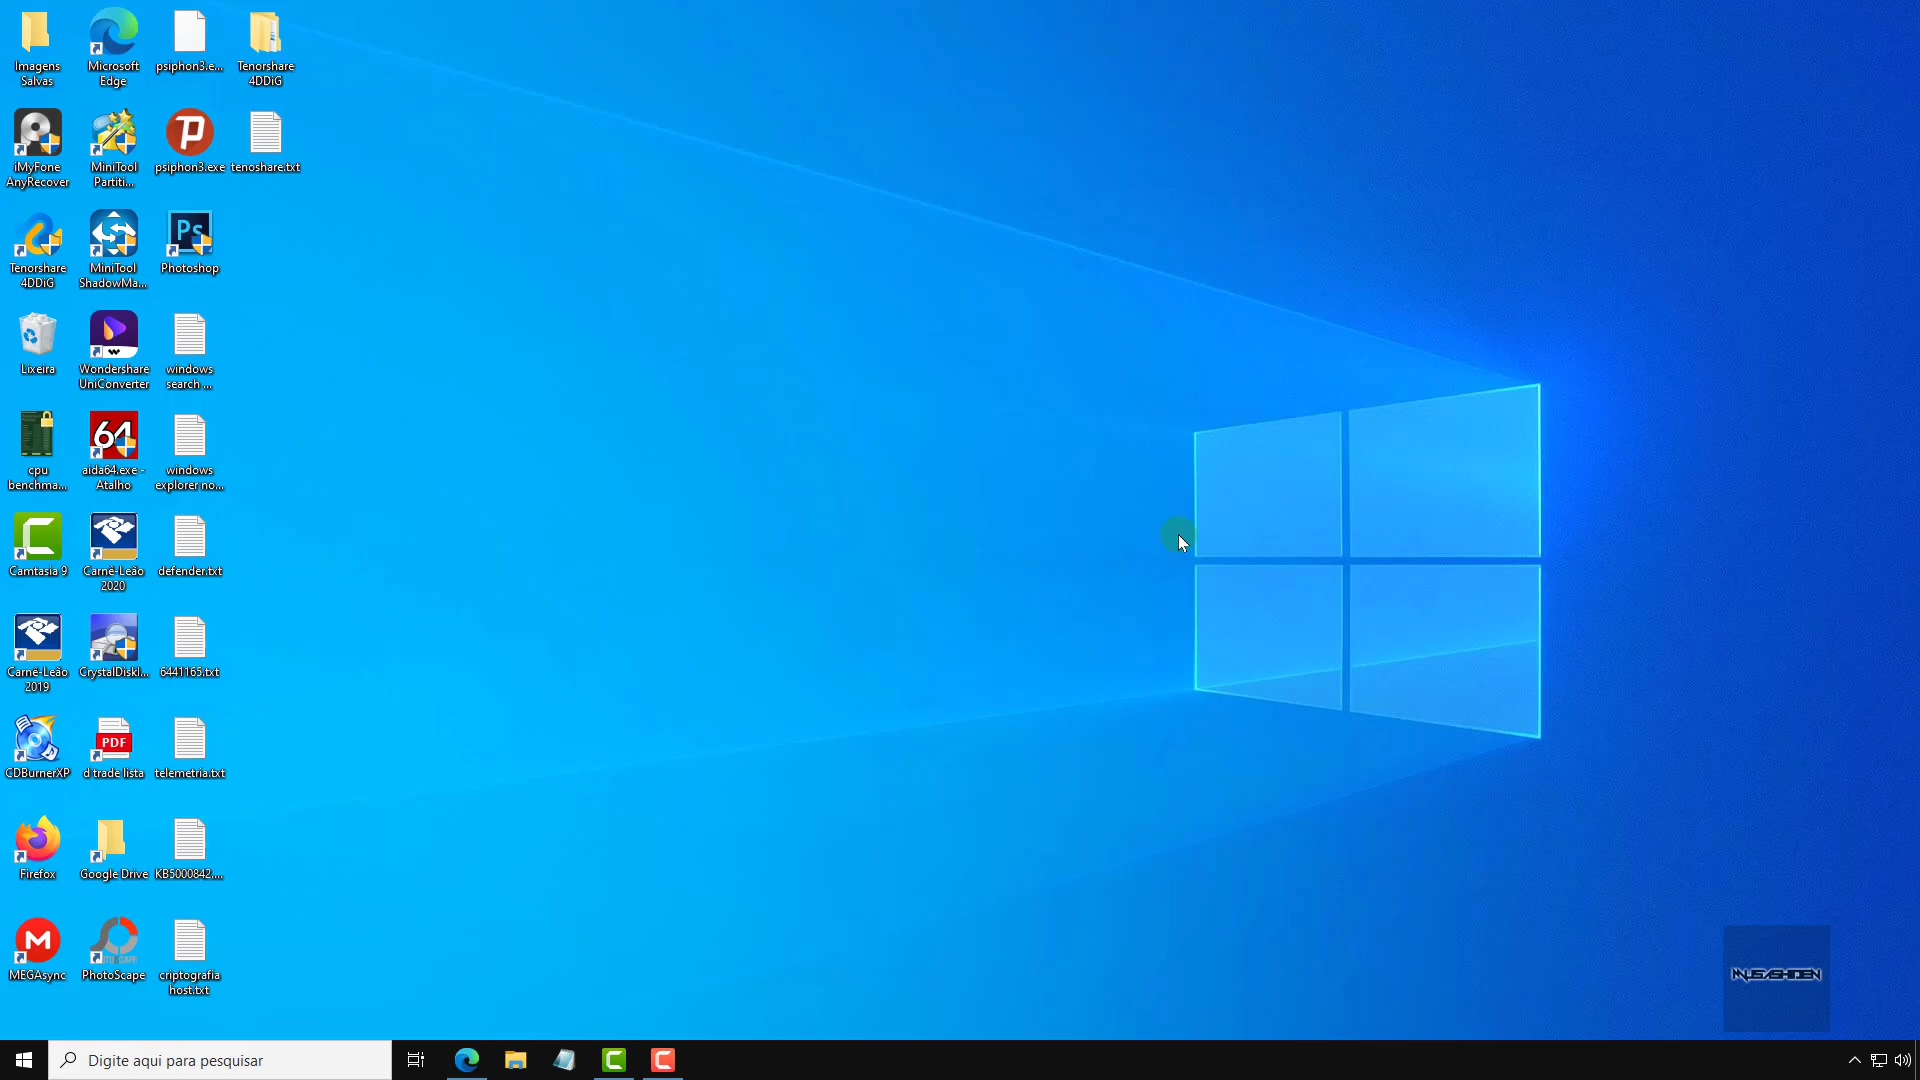 Imagens
Salvas
Microsoft
Edge
psiphon3.e...
Tenorshare
4DDiG
iMyFone
AnyRecover
MiniTool
Partiti...
P
psiphon3.exe
tenoshare.txt
Tenorshare
4DDiG
MiniTool
ShadowMa...
Ps
Photoshop
Lixeira
Wondershare
UniConverter
windows
search ...
cpu
benchma...
64
aida64.exe -
Atalho
windows
explorer no...
Camtasia 9
Carnê-Leão
2020
defender.txt
Carnê-Leão
2019
CrystalDiskI...
6441165.txt
CDBurnerXP
PDF
d trade lista
telemetria.txt
Firefox
Google Drive
KB5000842....
M
MEGAsync
PhotoScape
criptografia
host.txt
MUSASHIDEN
Digite aqui para pesquisar